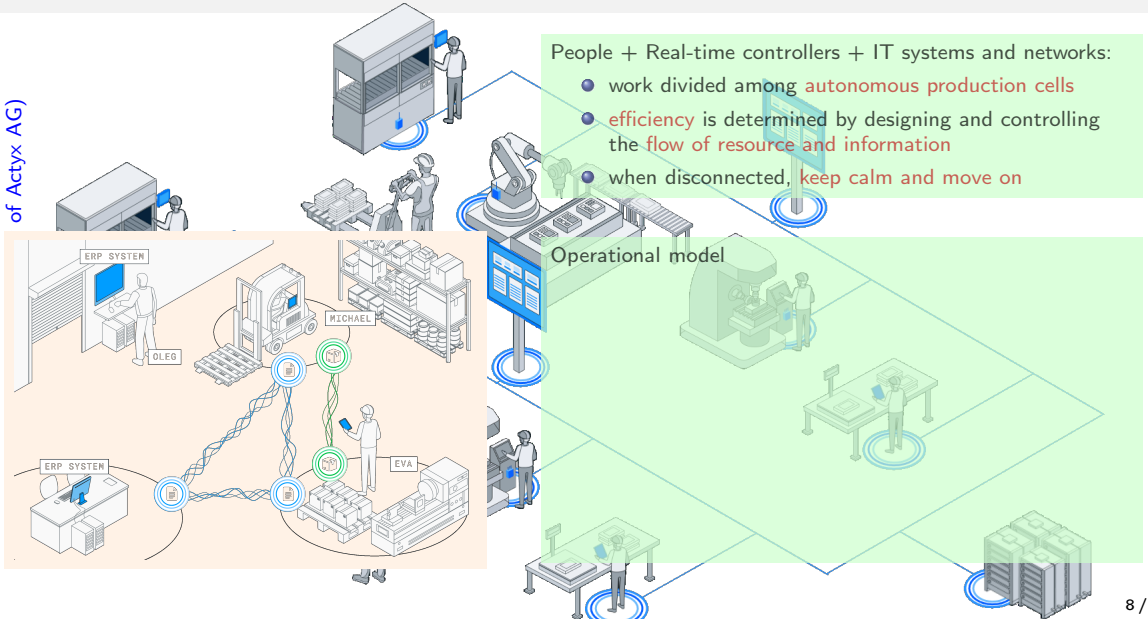 of Actyx AG)
People + Real-time controllers + IT systems and networks:
work divided among autonomous production cells
efficiency is determined by designing and controlling
the flow of resource and information
when disconnected, keep calm and move on
Operational model
ERP SYSTEM
MICHAEL
OLEG
ERP SYSTEM
EVA
8 /